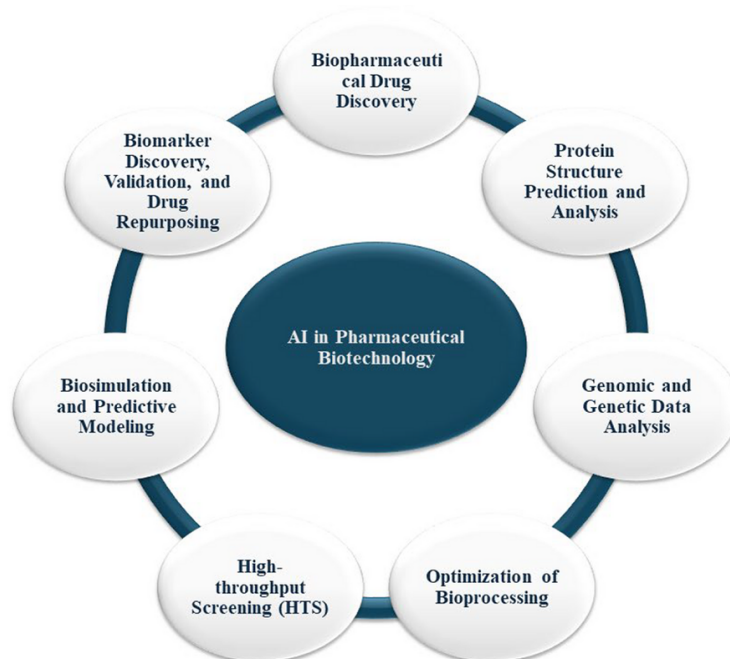 Biopharmaceuti
cal Drug
Discovery
Protein
Structure
Prediction and
Analysis
Genomic and
Genetic Data
Analysis
Optimization of
Bioprocessing
High-
throughput
Screening (HTS)
Biosimulation
and Predictive
Modeling
Biomarker
Discovery,
Validation, and
Drug
Repurposing
AI in Pharmaceutical
Biotechnology